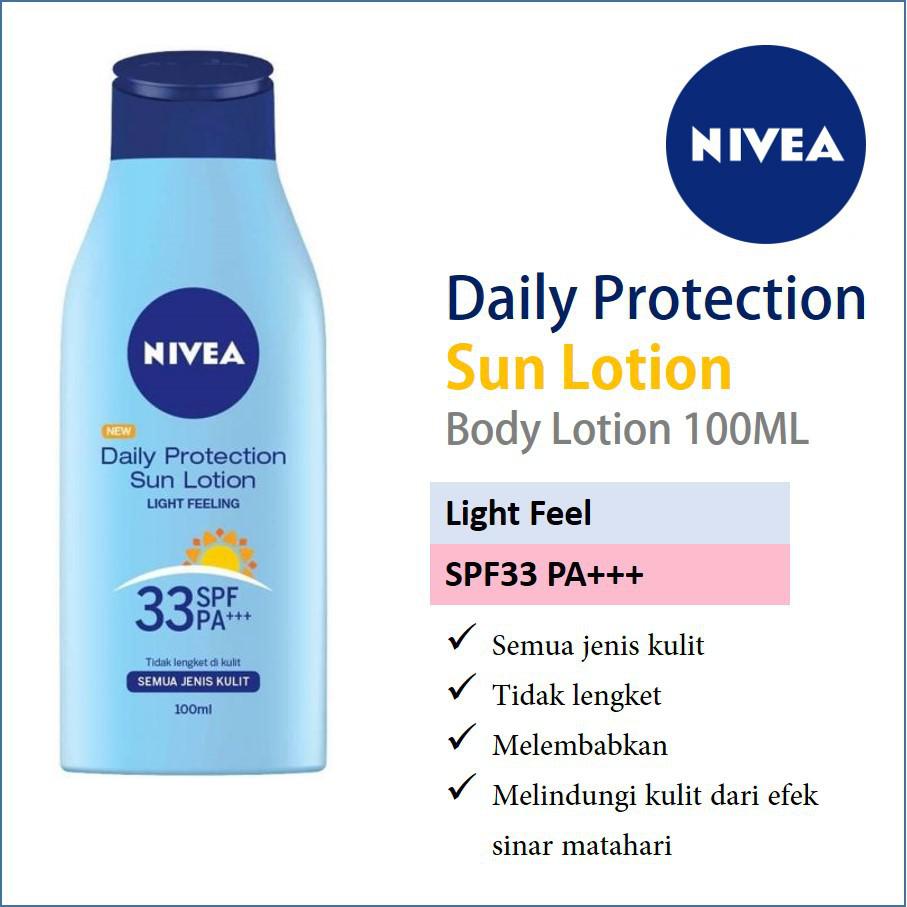 NIVEA
NEW
Daily Protection
Sun Lotion
LIGHT FEELING
33 SPF
PA+++
Tidak lengket di kulit
SEMUA JENIS KULIT
100ml
NIVEA
Daily Protection
Sun Lotion
Body Lotion 100ML
Light Feel
SPF33 PA+++
✓ Semua jenis kulit
✓ Tidak lengket
✓ Melembabkan
✓ Melindungi kulit dari efek
sinar matahari